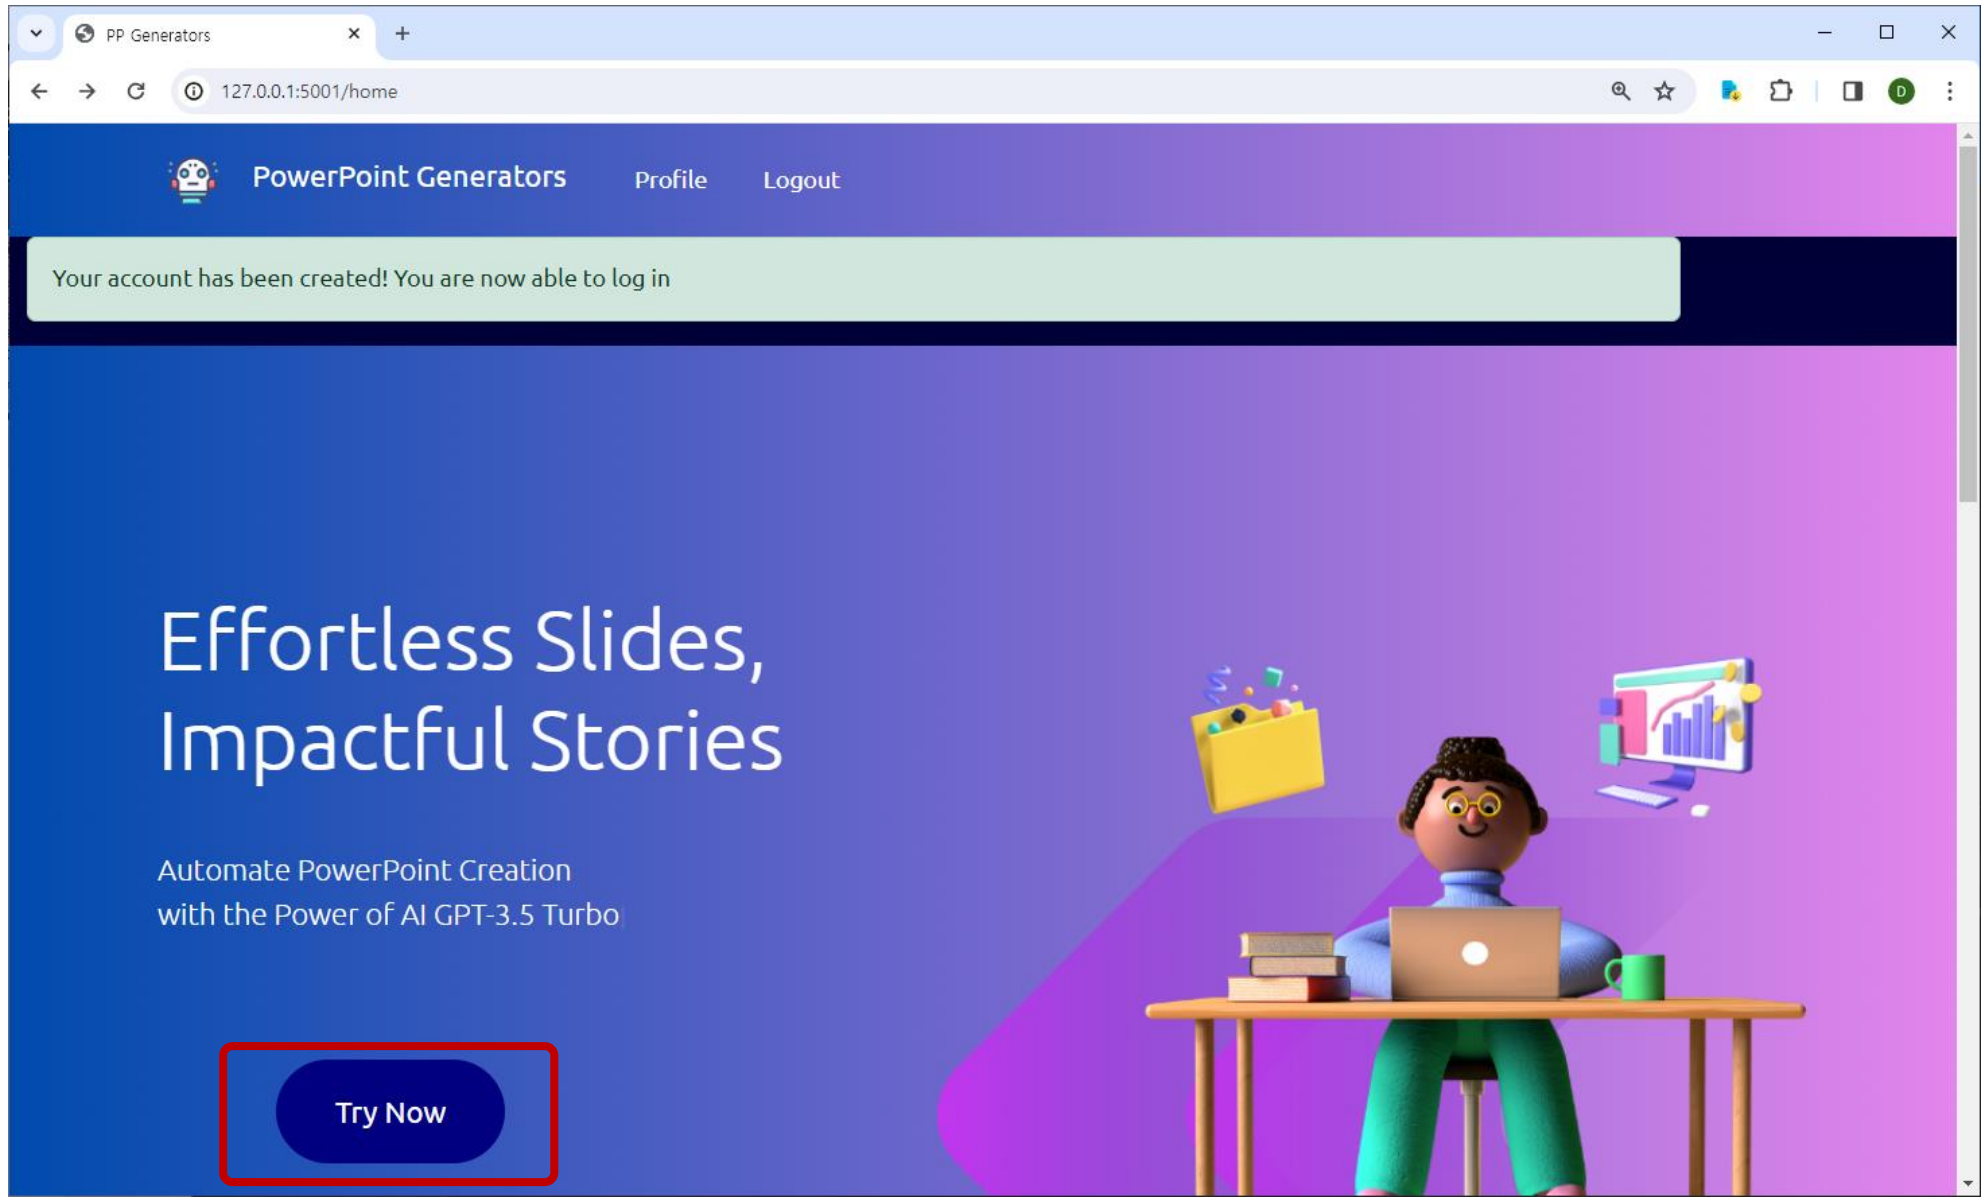 PP Generators
127.0.0.1:5001/home
D
PowerPoint Generators Profile Logout
Your account has been created! You are now able to log in
Effortless Slides,
Impactful Stories
Automate PowerPoint Creation
with the Power of AI GPT-3.5 Turbo
Try Now